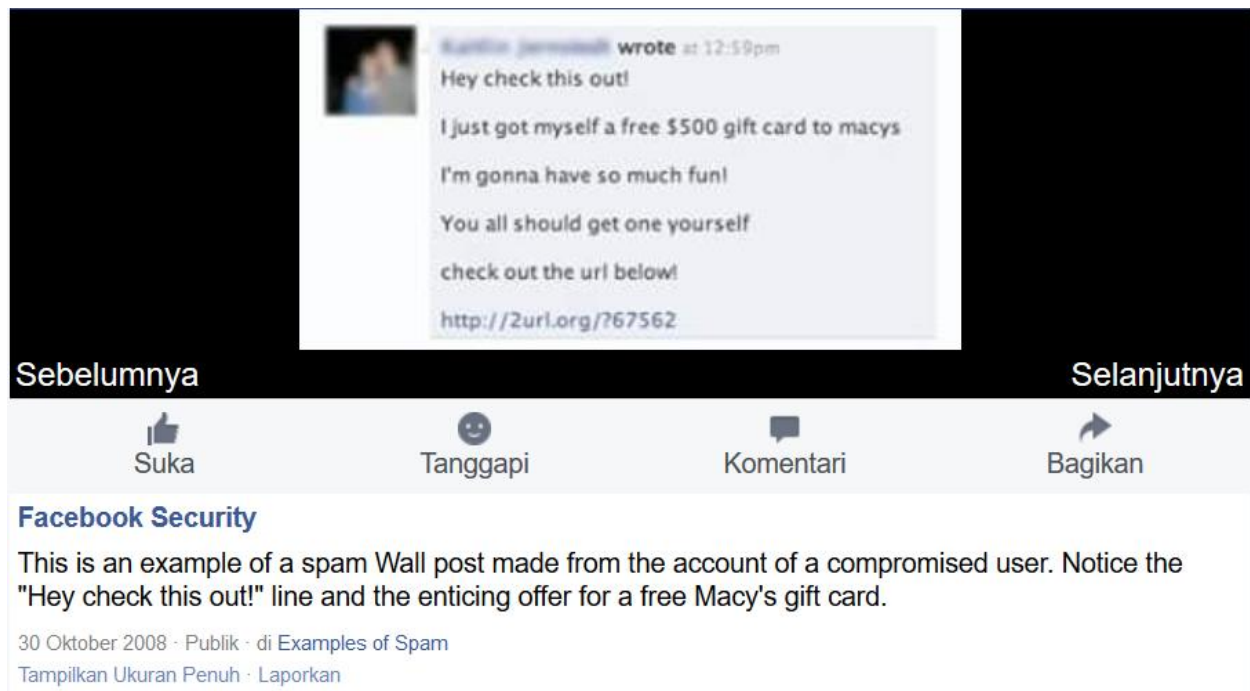 wrote at 12:59pm
Hey check this out!
I just got myself a free $500 gift card to macys
I'm gonna have so much fun!
You all should get one yourself
check out the url below!
http://2url.org/?67562
Sebelumnya
Selanjutnya
Suka
Tanggapi
Komentari
Bagikan
Facebook Security
This is an example of a spam Wall post made from the account of a compromised user. Notice the
"Hey check this out!" line and the enticing offer for a free Macy's gift card.
30 Oktober 2008 · Publik · di Examples of Spam
Tampilkan Ukuran Penuh · Laporkan